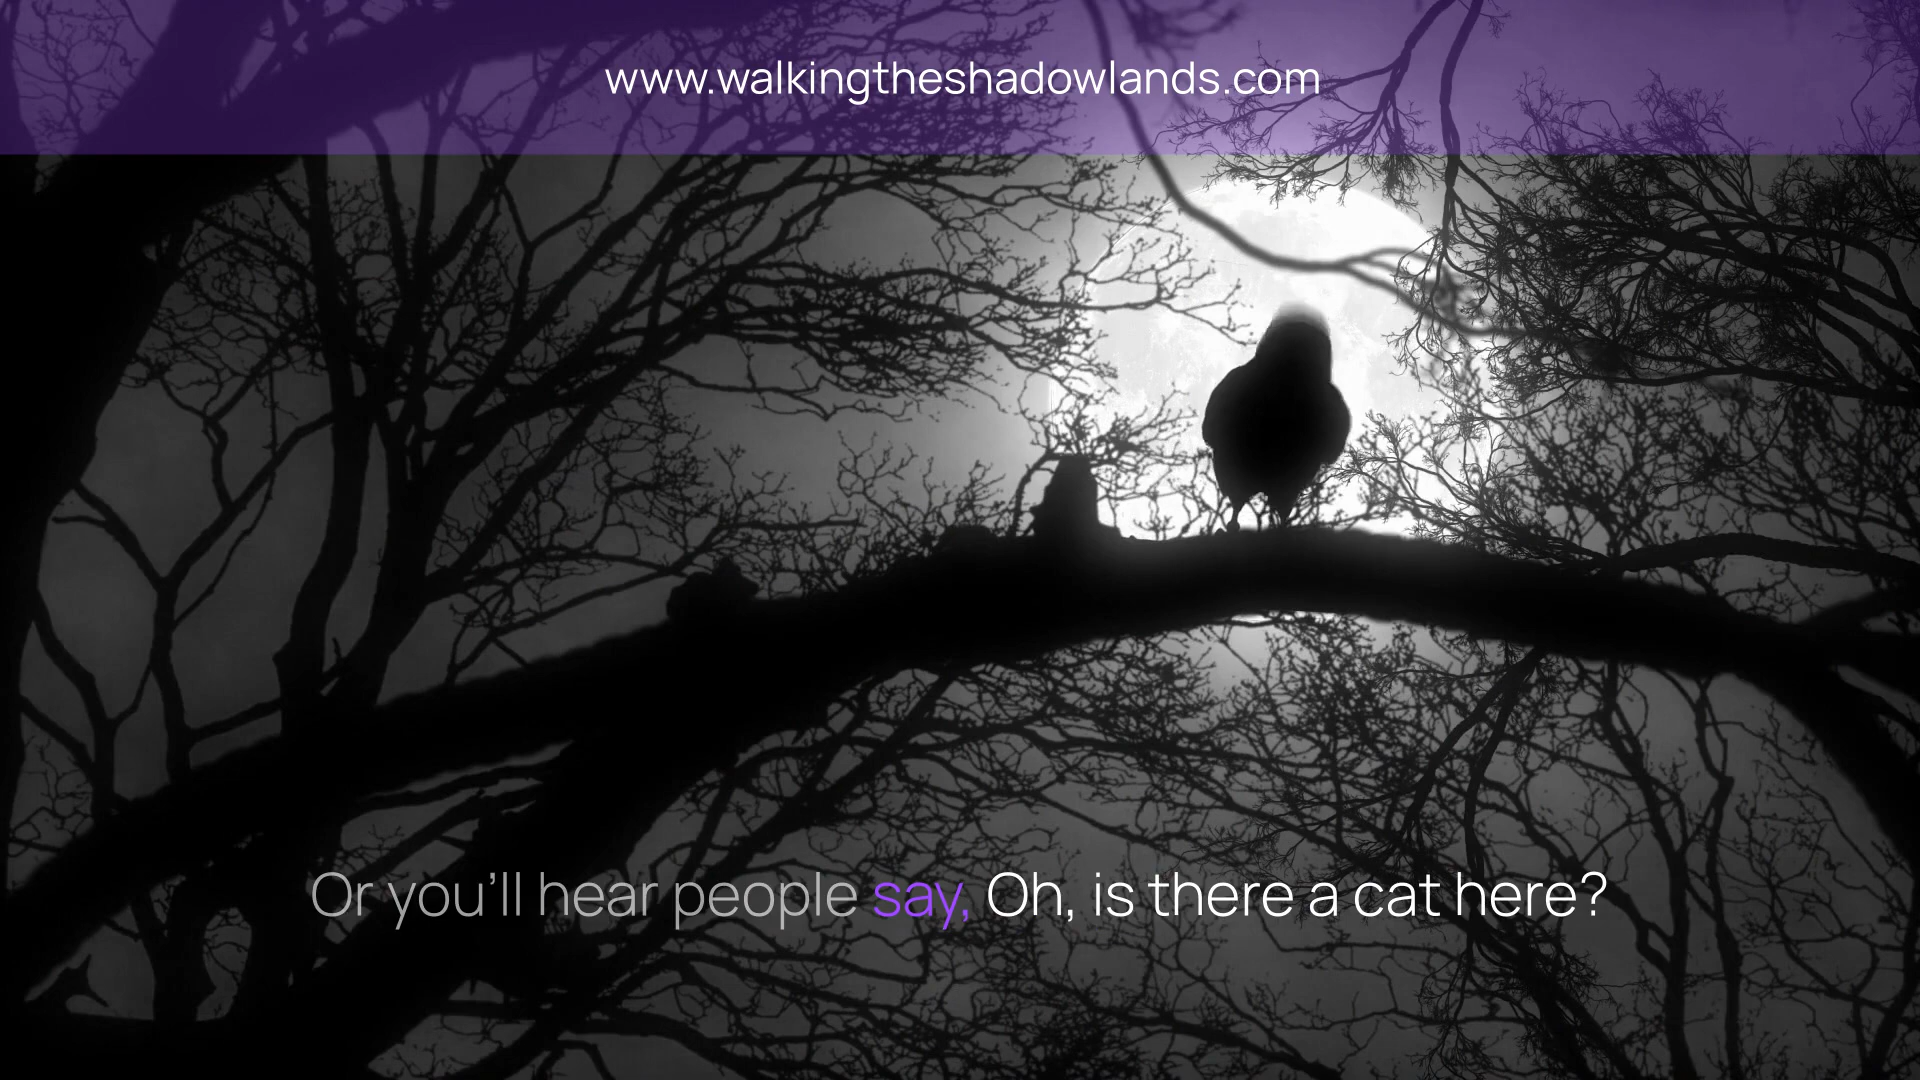 www.walkingtheshadowlands.com
Or you’ll hear people say, Oh, is there a cat here?